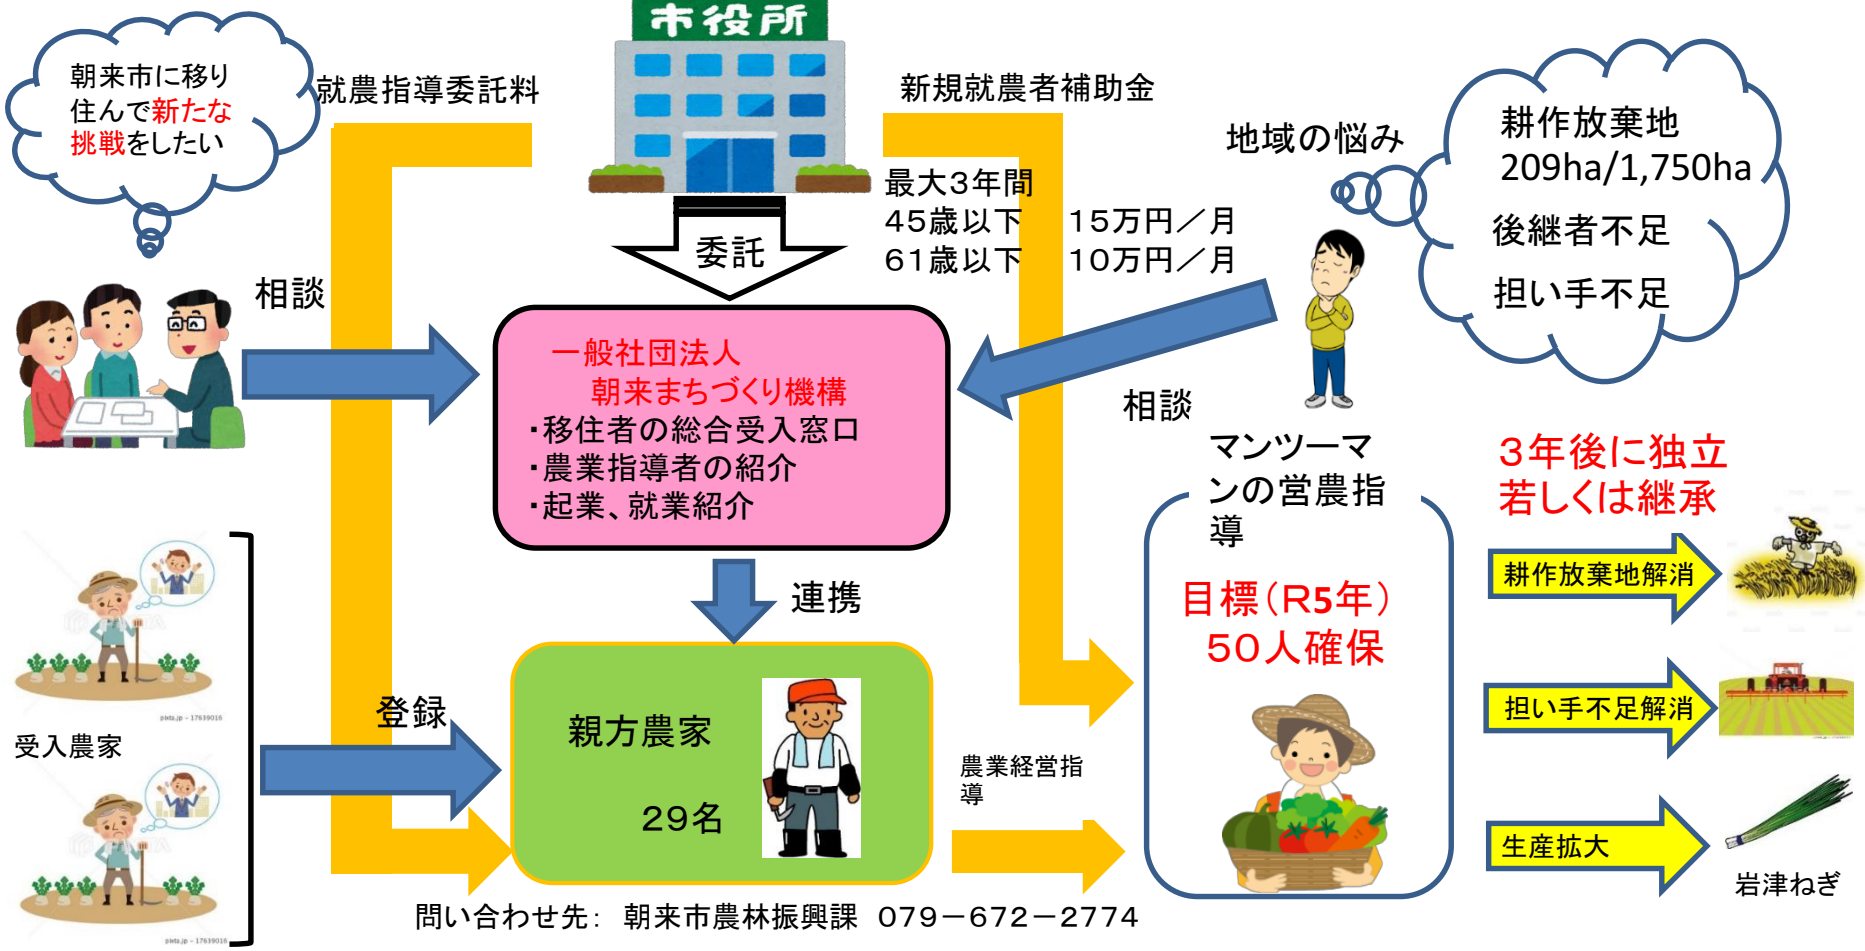 市役所
朝来市に移り
住んで新たな
挑戦をしたい
就農指導委託料
新規就農者補助金
最大3年間
45歳以下 15万円／月
61歳以下 10万円／月
地域の悩み
耕作放棄地
209ha/1,750ha
後継者不足
担い手不足
委託
相談
一般社団法人
朝来まちづくり機構
・移住者の総合受入窓口
・農業指導者の紹介
・起業、就業紹介
相談
マンツーマ
ンの営農指
導
3年後に独立
若しくは継承
連携
目標（R5年）
50人確保
耕作放棄地解消
担い手不足解消
生産拡大
岩津ねぎ
pixta.jp - 17639016
受入農家
登録
親方農家
29名
農業経営指
導
pixta.jp - 17639016
問い合わせ先： 朝来市農林振興課 079－672－2774